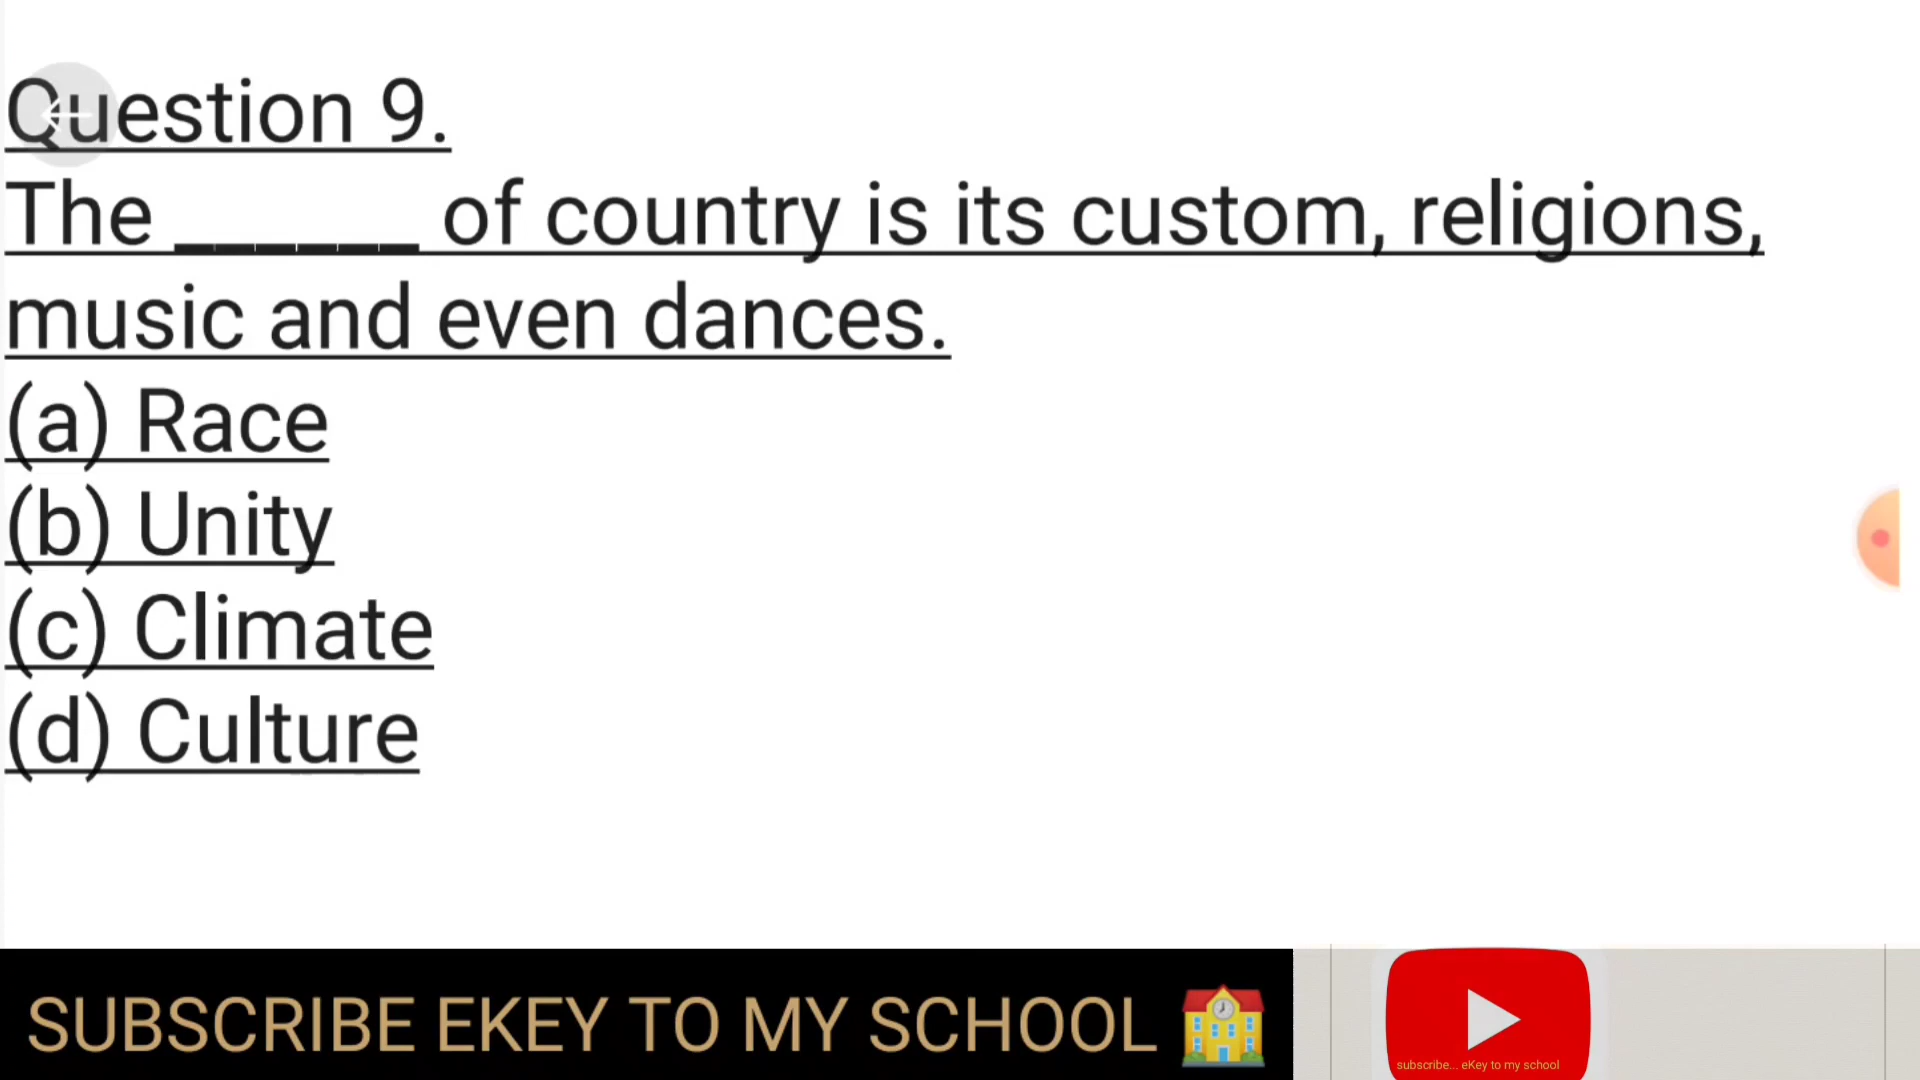 Question 9.
The ______ of country is its custom, religions,
music and even dances.
(a) Race
(b) Unity
(c) Climate
(d) Culture
SUBSCRIBE EKEY TO MY SCHOOL
subscribe... eKey to my school